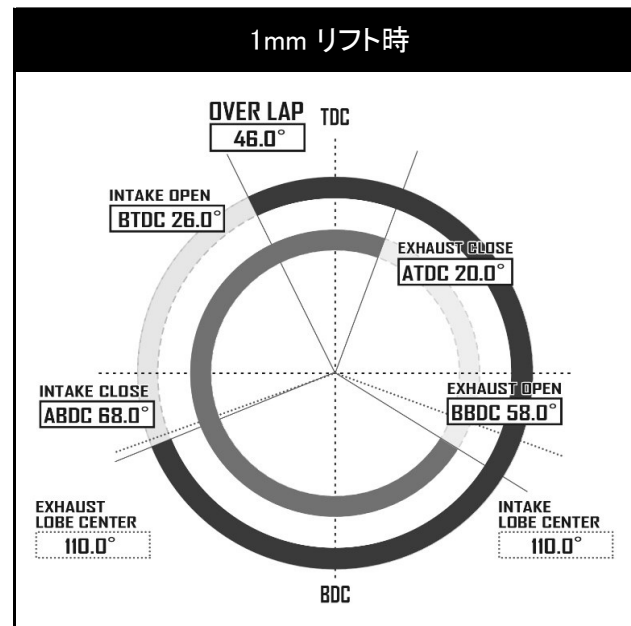 1mm リフト時
OVER LAP
46.0°
TDC
INTAKE OPEN
BTDC 26.0°
EXHAUST CLOSE
ATDC 20.0°
INTAKE CLOSE
ABDC 68.0°
EXHAUST OPEN
BBDC 58.0°
EXHAUST
LOBE CENTER
110.0°
INTAKE
LOBE CENTER
110.0°
BDC